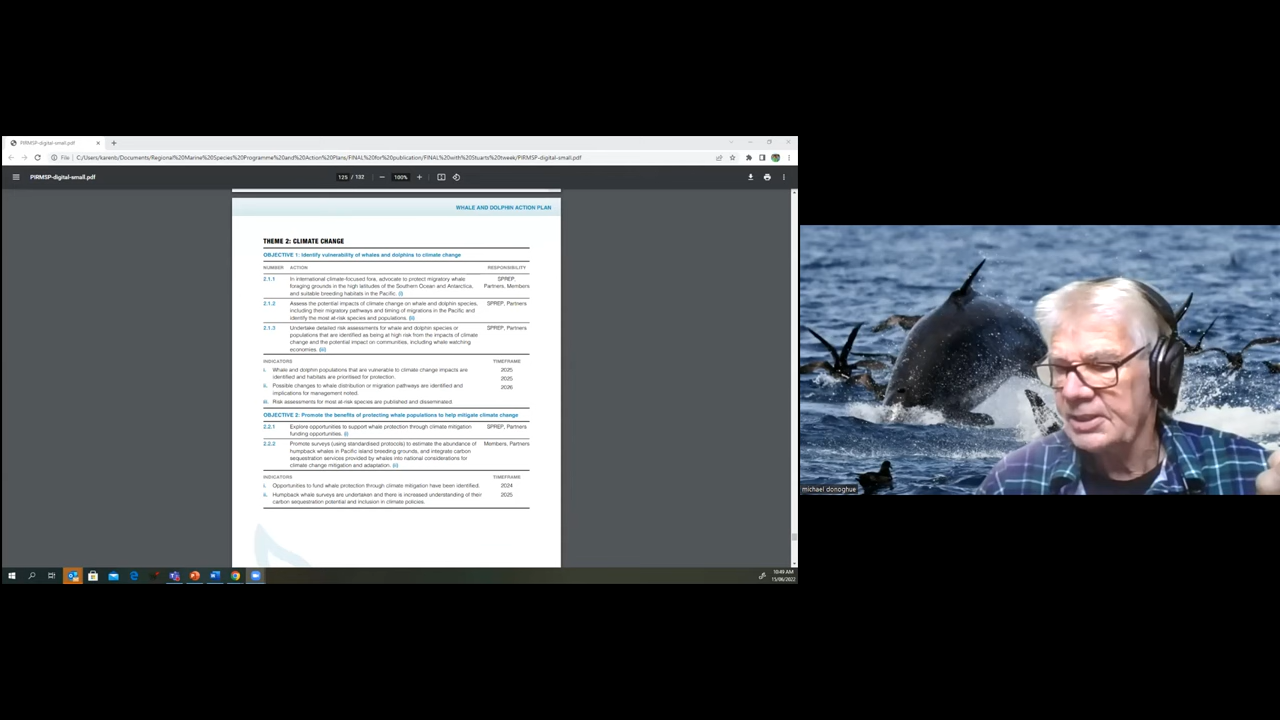 PIRMSP-digital-small.pdf
File C:/Users/karenb/Documents/Regional%20Marine%20Species%20Programme%20and%20Action%20Plans/FINAL%20for%20publication/FINAL%20with%20Stuarts%20tweak/PIRMSP-digital-small.pdf
PIRMSP-digital-small.pdf 125 / 132 100%
WHALE AND DOLPHIN ACTION PLAN
THEME 2: CLIMATE CHANGE
OBJECTIVE 1: Identify vulnerability of whales and dolphins to climate change
NUMBER ACTION RESPONSIBILITY
2.1.1 In international climate-focused fora, advocate to protect migratory whale SPREP,
foraging grounds in the high latitudes of the Southern Ocean and Antarctica, Partners, Members
and suitable breeding habitats in the Pacific. (i)
2.1.2 Assess the potential impacts of climate change on whale and dolphin species, SPREP, Partners
including their migratory pathways and timing of migrations in the Pacific and
identify the most at-risk species and populations. (ii)
2.1.3 Undertake detailed risk assessments for whale and dolphin species or SPREP, Partners
populations that are identified as being at high risk from the impacts of climate
change and the potential impact on communities, including whale watching
economies. (iii)
INDICATORS TIMEFRAME
i. Whale and dolphin populations that are vulnerable to climate change impacts are 2025
identified and habitats are prioritised for protection. 2025
ii. Possible changes to whale distribution or migration pathways are identified and 2026
implications for management noted.
iii. Risk assessments for most at-risk species are published and disseminated.
OBJECTIVE 2: Promote the benefits of protecting whale populations to help mitigate climate change
2.2.1 Explore opportunities to support whale protection through climate mitigation SPREP, Partners
funding opportunities. (i)
2.2.2 Promote surveys (using standardised protocols) to estimate the abundance of Members, Partners
humpback whales in Pacific island breeding grounds, and integrate carbon
sequestration services provided by whales into national considerations for
climate change mitigation and adaptation. (ii)
INDICATORS TIMEFRAME
i. Opportunities to fund whale protection through climate mitigation have been identified. 2024
ii. Humpback whale surveys are undertaken and there is increased understanding of their 2025
carbon sequestration potential and inclusion in climate policies.
10:49 AM
15/06/2022
michael donoghue